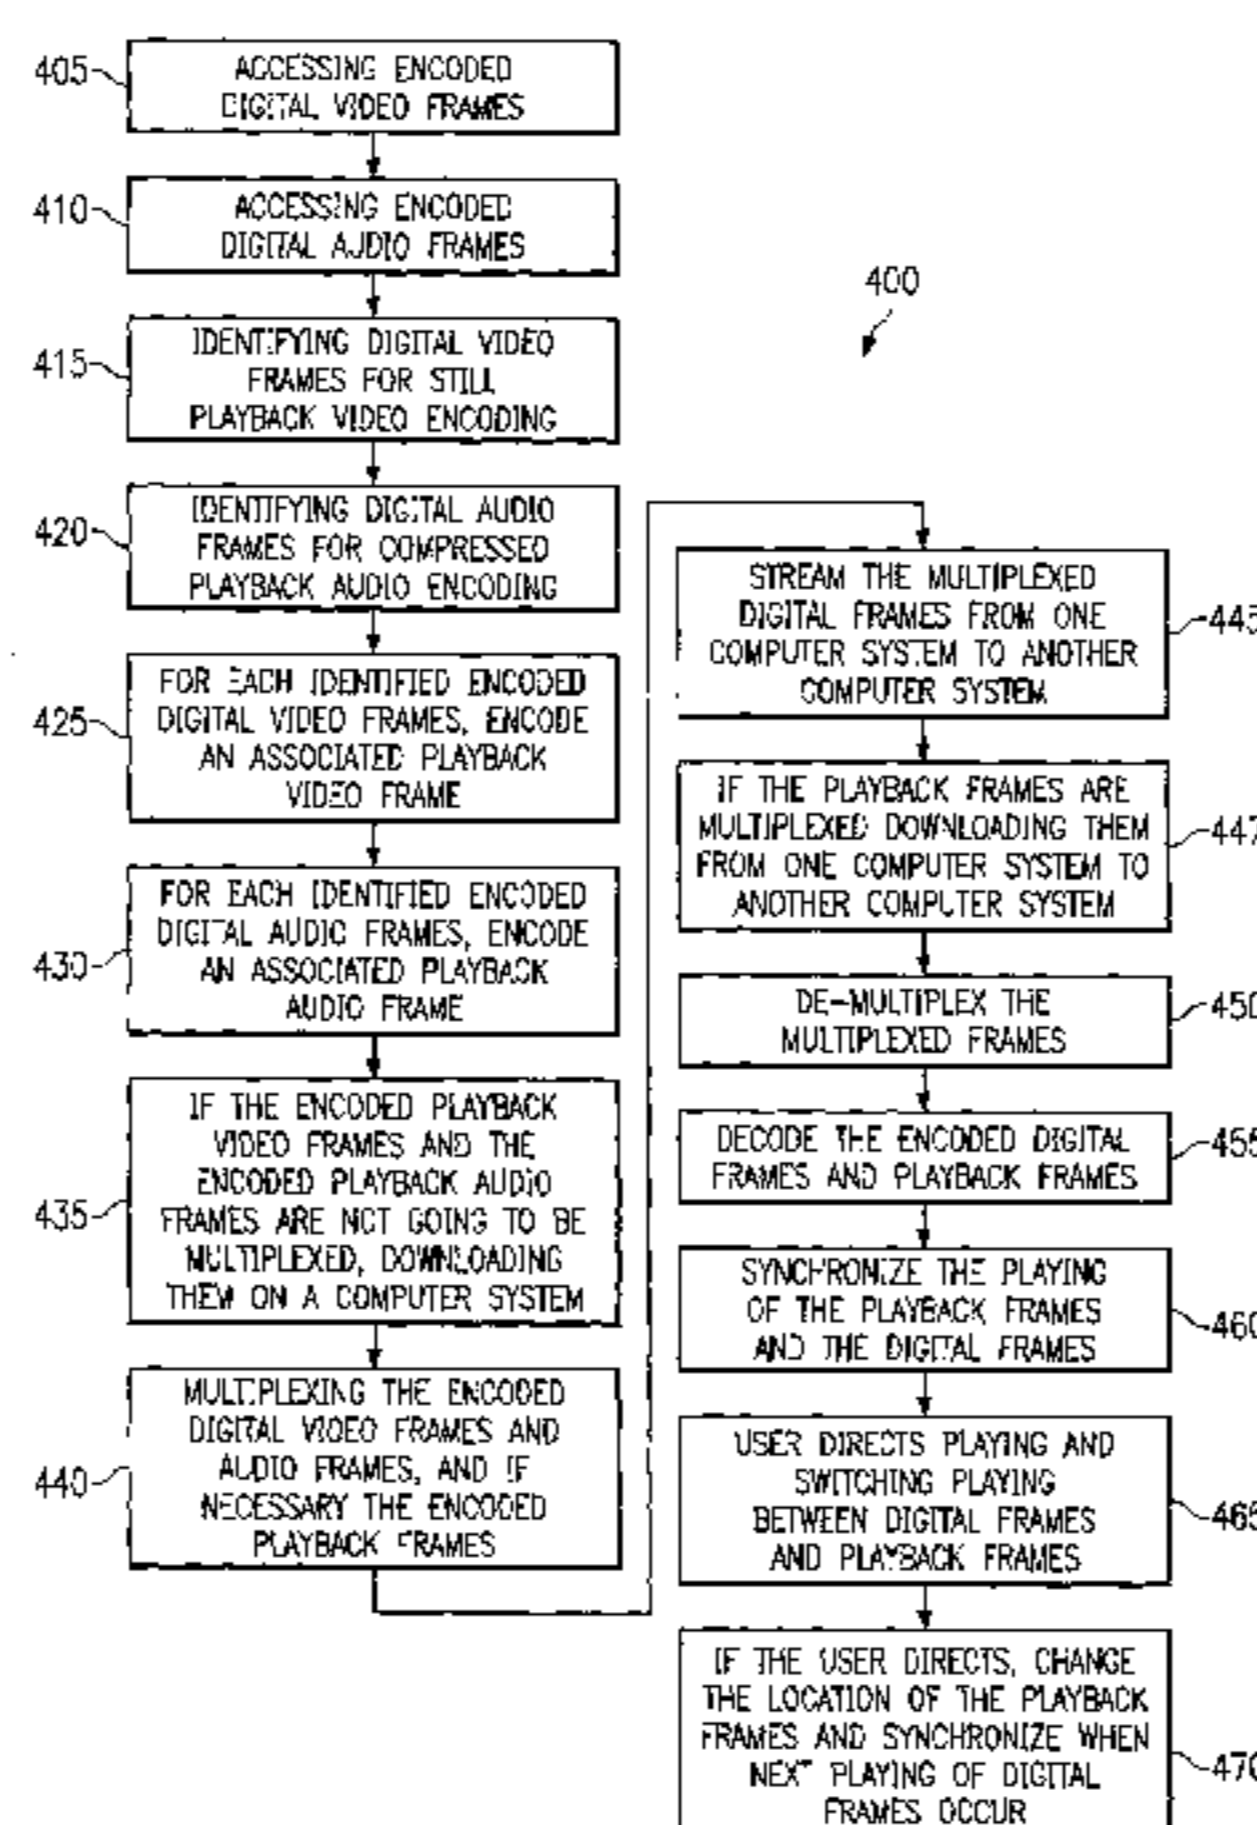 405
ACCESSING ENCODED
DIGITAL VIDEO FRAMES
410
ACCESSING ENCODED
DIGITAL AUDIO FRAMES
415
IDENTIFYING DIGITAL VIDEO
FRAMES FOR STILL
PLAYBACK VIDEO ENCODING
420
IDENTIFYING DIGITAL AUDIO
FRAMES FOR COMPRESSED
PLAYBACK AUDIO ENCODING
425
FOR EACH IDENTIFIED ENCODED
DIGITAL VIDEO FRAMES, ENCODE
AN ASSOCIATED PLAYBACK
VIDEO FRAME
430
FOR EACH IDENTIFIED ENCODED
DIGITAL AUDIO FRAMES, ENCODE
AN ASSOCIATED PLAYBACK
AUDIO FRAME
435
IF THE ENCODED PLAYBACK
VIDEO FRAMES AND THE
ENCODED PLAYBACK AUDIO
FRAMES ARE NOT GOING TO BE
MULTIPLEXED, DOWNLOADING
THEM ON A COMPUTER SYSTEM
440
MULTIPLEXING THE ENCODED
DIGITAL VIDEO FRAMES AND
AUDIO FRAMES, AND IF
NECESSARY THE ENCODED
PLAYBACK FRAMES
400
STREAM THE MULTIPLEXED
DIGITAL FRAMES FROM ONE
COMPUTER SYSTEM TO ANOTHER
COMPUTER SYSTEM
445
IF THE PLAYBACK FRAMES ARE
MULTIPLEXED DOWNLOADING THEM
FROM ONE COMPUTER SYSTEM TO
ANOTHER COMPUTER SYSTEM
447
DE-MULTIPLEX THE
MULTIPLEXED FRAMES
450
DECODE THE ENCODED DIGITAL
FRAMES AND PLAYBACK FRAMES
455
SYNCHRONIZE THE PLAYING
OF THE PLAYBACK FRAMES
AND THE DIGITAL FRAMES
460
USER DIRECTS PLAYING AND
SWITCHING PLAYING
BETWEEN DIGITAL FRAMES
AND PLAYBACK FRAMES
465
IF THE USER DIRECTS, CHANGE
THE LOCATION OF THE PLAYBACK
FRAMES AND SYNCHRONIZE WHEN
NEXT PLAYING OF DIGITAL
FRAMES OCCUR
470